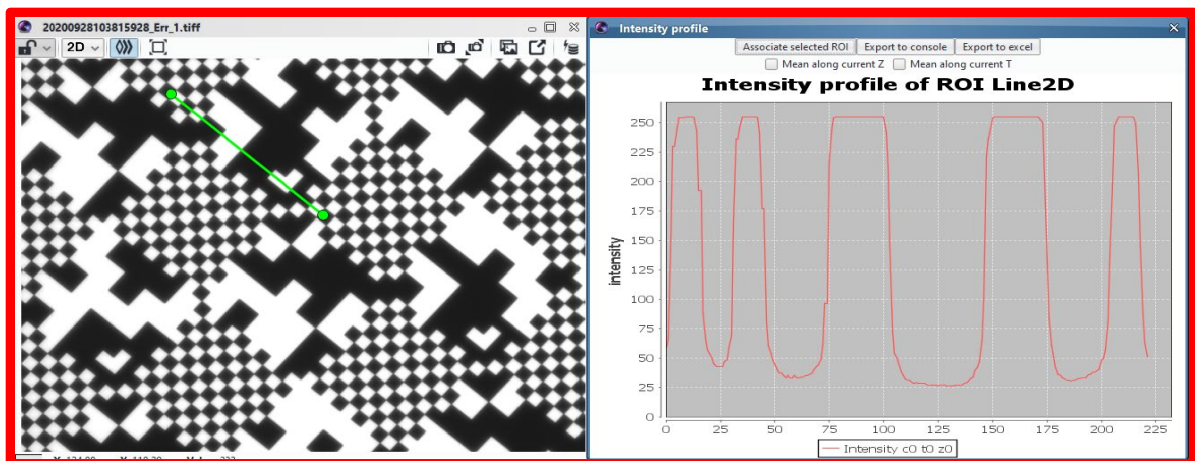 20200928103815928_Err_1.tiff
2D
Intensity profile
Associate selected ROI Export to console Export to excel
Mean along current Z Mean along current T
Intensity profile of ROI Line2D
intensity
250
225
200
175
150
125
100
75
50
25
0
0 25 50 75 100 125 150 175 200 225
Intensity c0 t0 z0